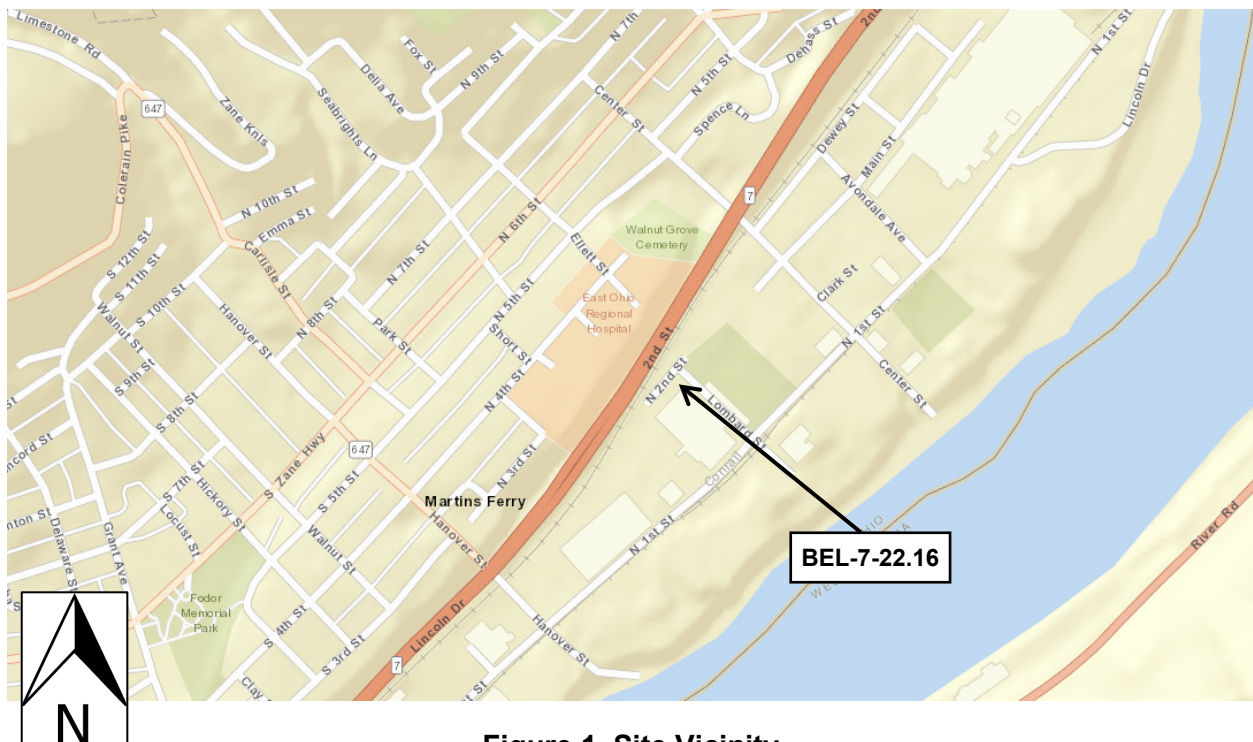 Limestone Rd
Zane Knls
647
Colerain Pike
Seabrights Ln
Delia Ave
Fox St
N 9th St
N 7th
Center St
N 5th St
Spence Ln
Dehass St
2nd
N 1st St
Lincoln Dr
Dewey St
Main St
Avondale Ave
7
N 10th St
Emma St
Carlisle St
S 12th St
S 11th St
S 10th St
Walnut St
Hanover St
N 8th St
N 7th St
N 6th St
N 5th St
Park St
Ellett St
Walnut Grove
Cemetery
East Ohio
Regional
Hospital
Short St
N 4th St
N 3rd St
2nd St
N 2nd St
Lombard St
Conrail
Clark St
N 1st St
Center St
S 9th St
S 8th St
S 7th St
S Zane Hwy
647
S 5th St
Hickory St
Locust St
Walnut St
Martins Ferry
Hanover St
N 1st St
BEL-7-22.16
OHIO
River Rd
Delaware St
Grant Ave
Fodor
Memorial
Park
S 4th St
S 3rd St
Clay
Lincoln Dr
7
Hanover St
st St
N
Figure 1. Site Vicinity